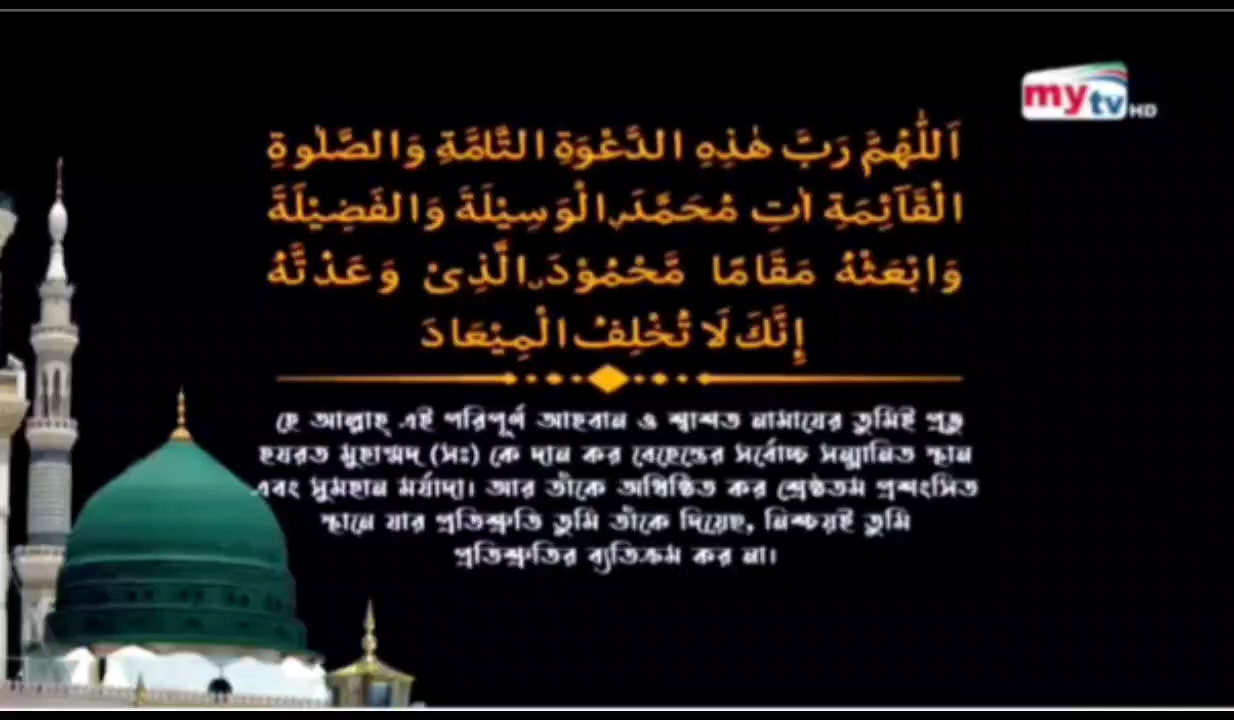 mytv HD
اَللّٰهُمَّ رَبَّ هٰذِهِ الدَّعْوَةِ التَّامَّةِ وَالصَّلٰوةِ
الْقَآئِمَةِ اٰتِ مُحَمَّدَ نِ الْوَسِيْلَةَ وَالْفَضِيْلَةَ
وَابْعَثْهُ مَقَامًا مَّحْمُوْدَ نِ الَّذِىْ وَعَدْتَّهُ
إِنَّكَ لَا تُخْلِفُ الْمِيْعَادَ
হে আল্লাহ্ এই পরিপূর্ণ আহবান ও শ্বাশত নামাযের তুমিই প্রভু
হযরত মুহাম্মদ (সঃ) কে দান কর বেহেস্তের সর্বোচ্চ সন্মানিত স্থান
এবং সুমহান মর্যাদা। আর তাঁকে অধিষ্ঠিত কর শ্রেষ্ঠতম প্রশংসিত
স্থানে যার প্রতিশ্রুতি তুমি তাঁকে দিয়েছ, নিশ্চয়ই তুমি
প্রতিশ্রুতির ব্যতিক্রম কর না।